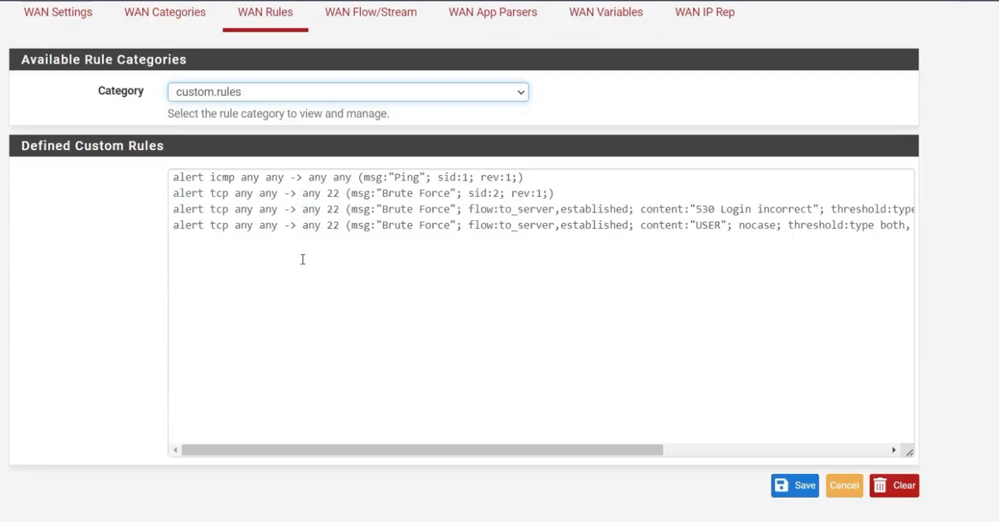 WAN Settings WAN Categories WAN Rules WAN Flow/Stream WAN App Parsers WAN Variables WAN IP Rep
Available Rule Categories
Category custom.rules
Select the rule category to view and manage.
Defined Custom Rules
alert icmp any any -> any any (msg:"Ping"; sid:1; rev:1;)
alert tcp any any -> any 22 (msg:"Brute Force"; sid:2; rev:1;)
alert tcp any any -> any 22 (msg:"Brute Force"; flow:to_server,established; content:"530 Login incorrect"; threshold:type
alert tcp any any -> any 22 (msg:"Brute Force"; flow:to_server,established; content:"USER"; nocase; threshold:type both,
Save Cancel Clear